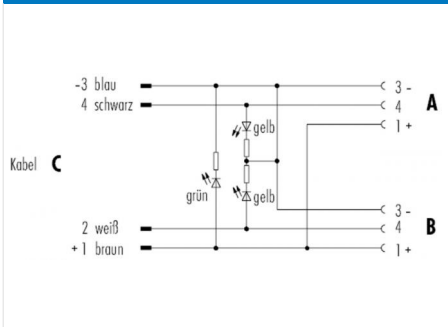 -3 blau
3 -
4 schwarz
4
A
gelb
1 +
Kabel C
grün
gelb
3 -
2 weiß
4
B
+1 braun
1 +